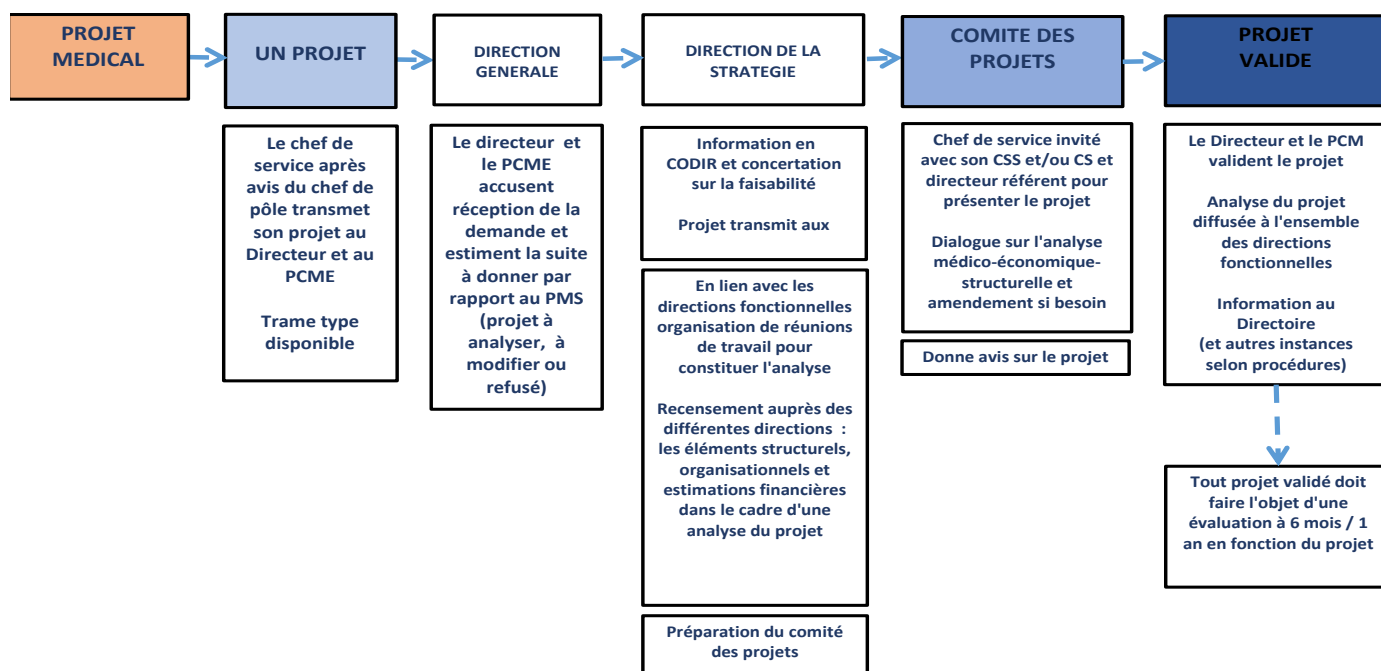 PROJET
MEDICAL
UN PROJET
DIRECTION
GENERALE
DIRECTION DE LA
STRATEGIE
COMITE DES
PROJETS
PROJET
VALIDE
Le chef de
service après
avis du chef de
pôle transmet
son projet au
Directeur et au
PCME
Trame type
disponible
Le directeur et
le PCME
accusent
réception de la
demande et
estiment la suite
à donner par
rapport au PMS
(projet à
analyser, à
modifier ou
refusé)
Information en
CODIR et concertation
sur la faisabilité
Projet transmit aux
En lien avec les
directions fonctionnelles
organisation de réunions
de travail pour
constituer l'analyse
Recensement auprès des
différentes directions :
les éléments structurels,
organisationnels et
estimations financières
dans le cadre d'une
analyse du projet
Préparation du comité
des projets
Chef de service invité
avec son CSS et/ou CS et
directeur référent pour
présenter le projet
Dialogue sur l'analyse
médico-économique-
structurelle et
amendement si besoin
Donne avis sur le projet
Le Directeur et le PCM
valident le projet
Analyse du projet
diffusée à l'ensemble
des directions
fonctionnelles
Information au
Directoire
(et autres instances
selon procédures)
Tout projet validé doit
faire l'objet d'une
évaluation à 6 mois / 1
an en fonction du projet